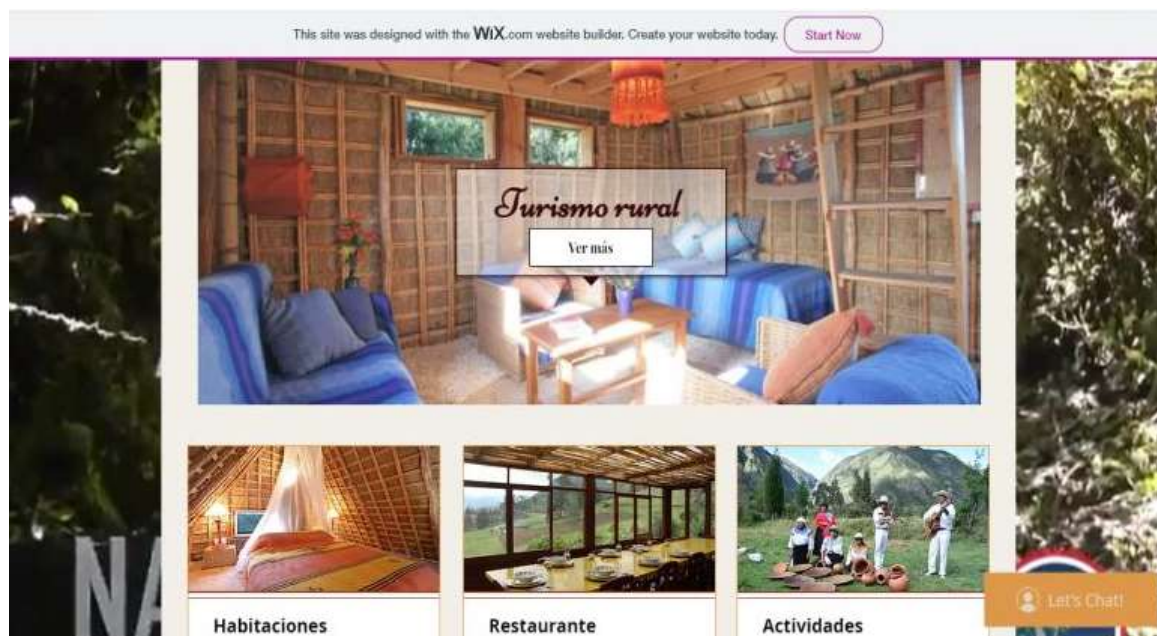 This site was designed with the WiX.com website builder. Create your website today. Start Now
Turismo rural
Ver más
NA
Habitaciones
Restaurante
Actividades
Let's Chat!